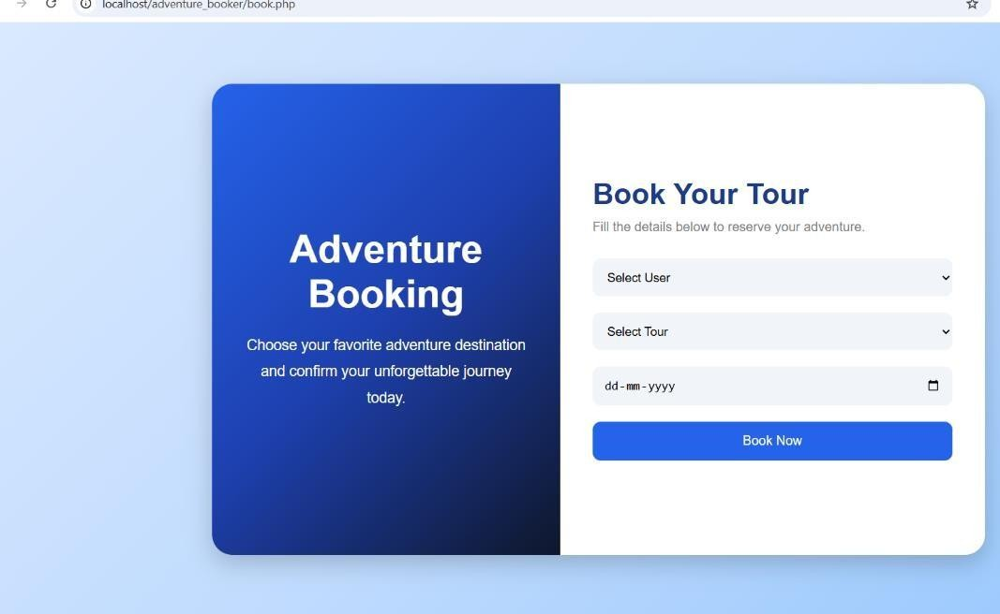 localhost/adventure_booker/book.php
Adventure
Booking
Choose your favorite adventure destination
and confirm your unforgettable journey
today.
Book Your Tour
Fill the details below to reserve your adventure.
Select User
Select Tour
dd-mm-yyyy
Book Now